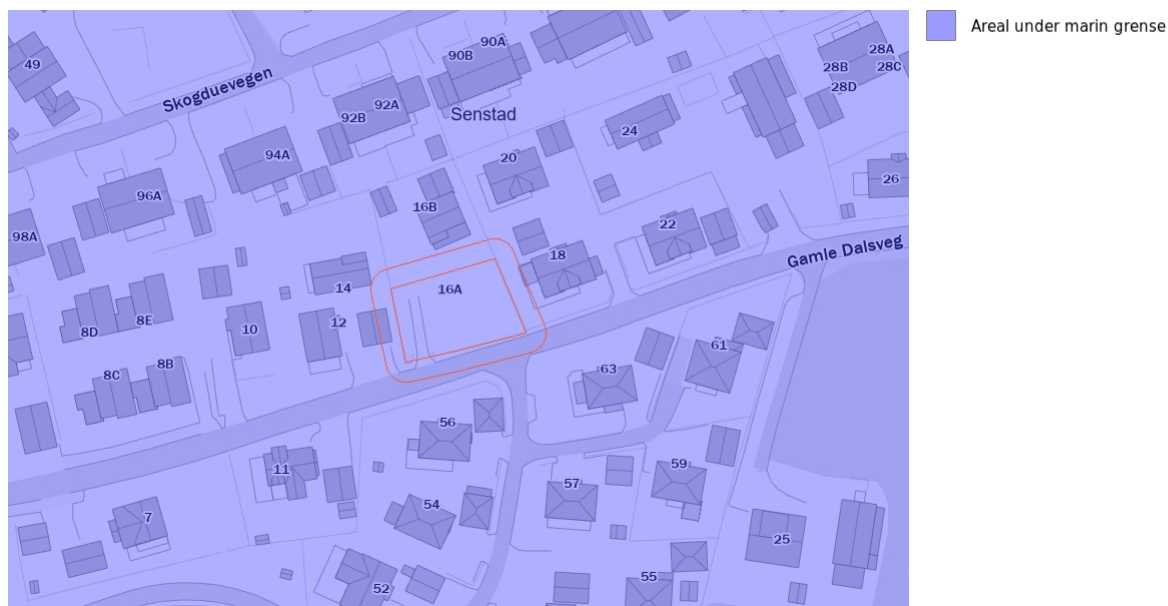 Areal under marin grense
90A
49
90B
28A
28B
28C
Skogduevegen
28D
92A
Senstad
92B
24
94A
20
26
96A
16B
22
98A
Gamle Dalsveg
18
14
16A
8E
12
8D
10
61
8B
63
8C
56
11
59
57
54
7
25
55
52